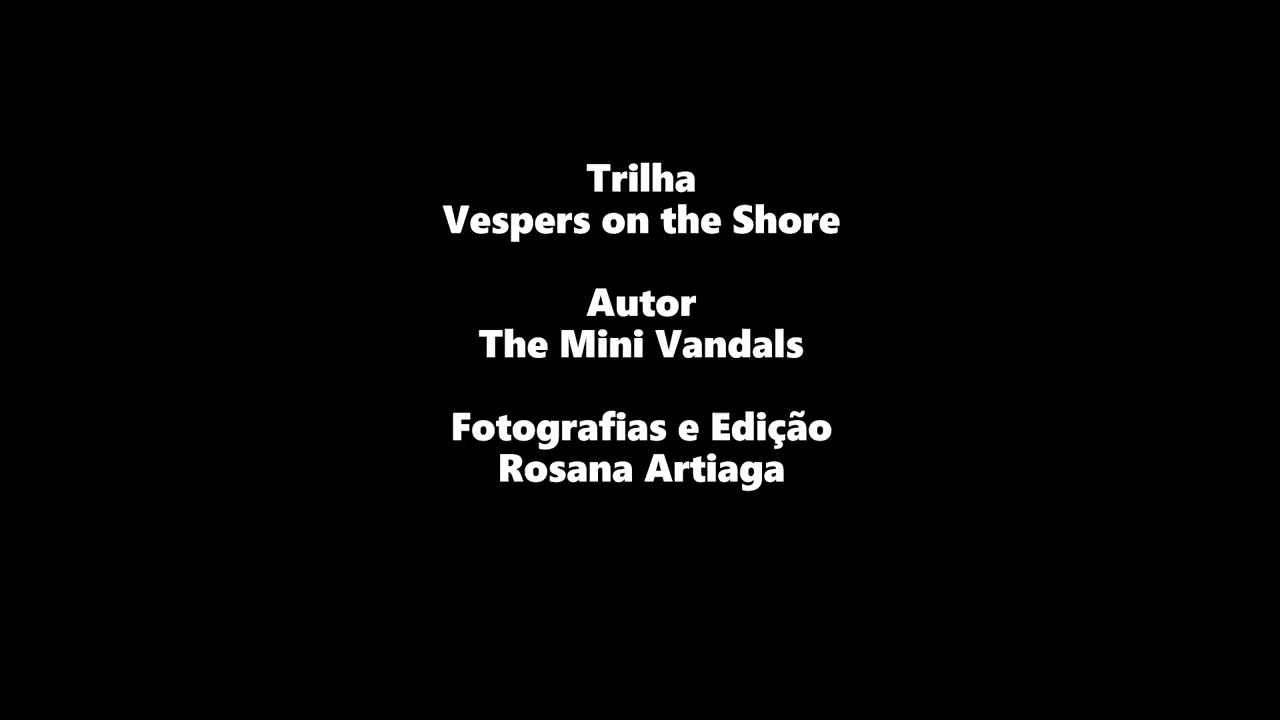 Trilha
Vespers on the Shore
Autor
The Mini Vandals
Fotografias e Edição
Rosana Artiaga